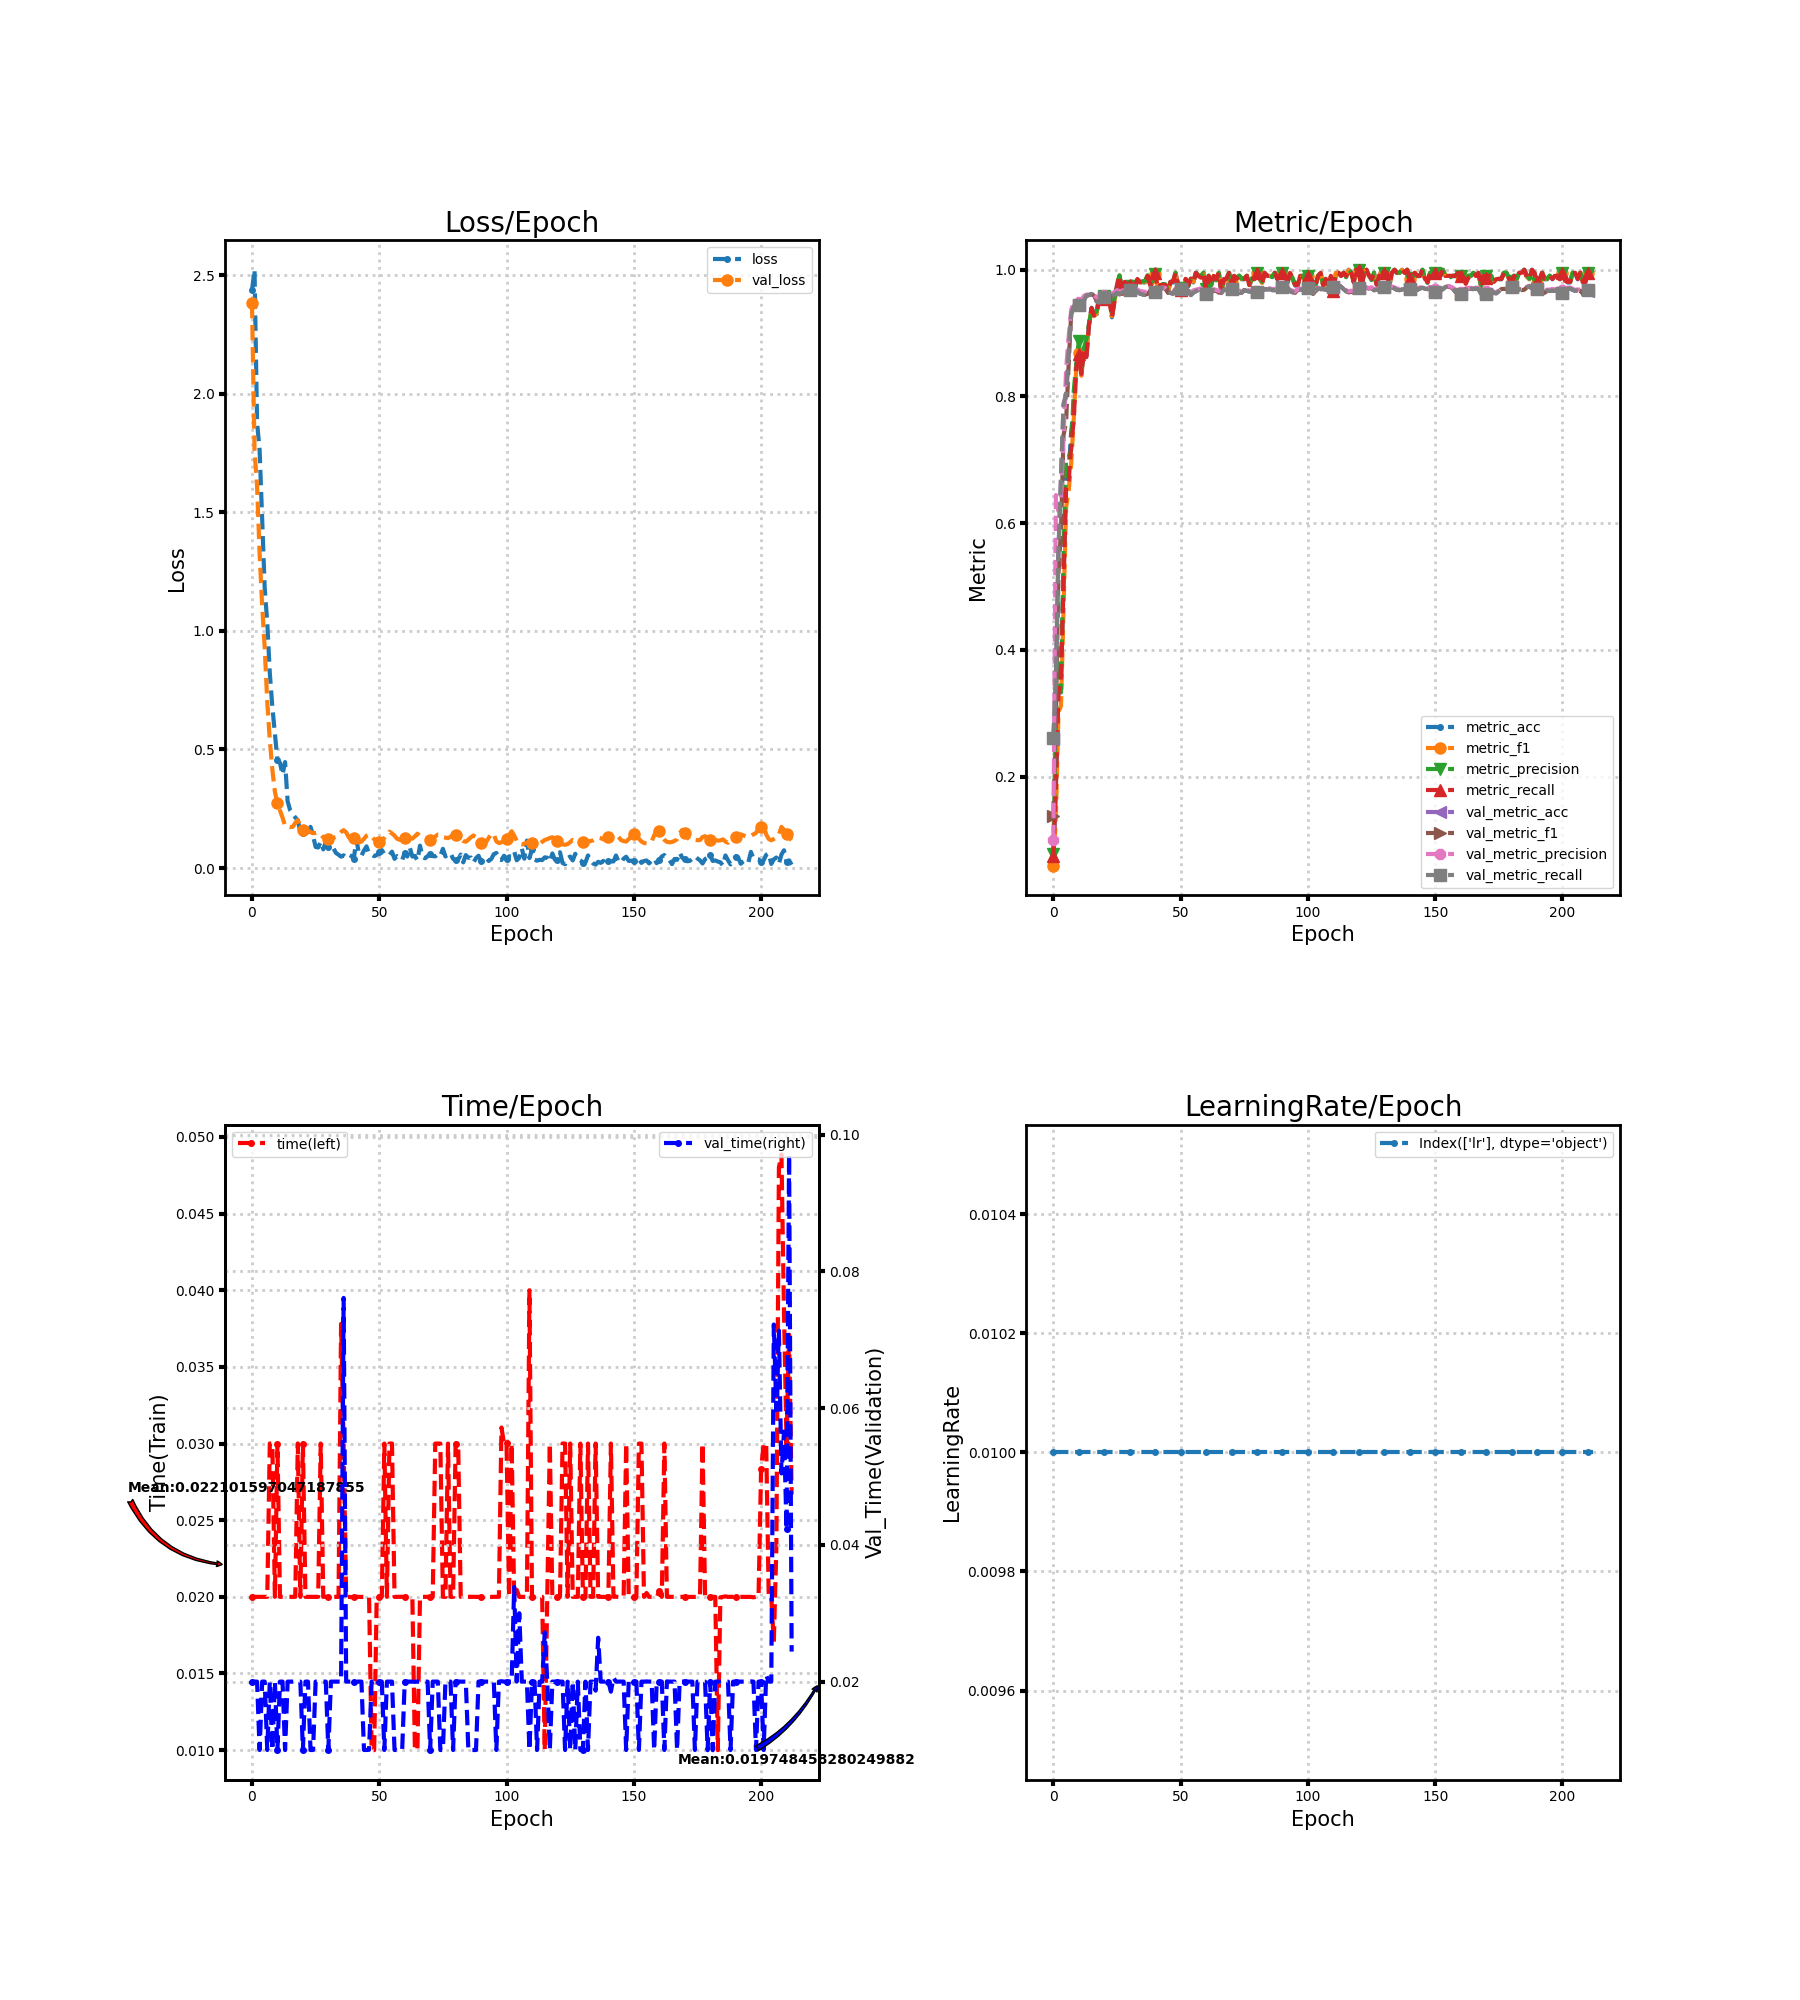 Loss/Epoch
loss
val_loss
2.5
2.0
1.5
1.0
0.5
0.0
Loss
0 50 100 150 200
Epoch
Metric/Epoch
1.0
0.8
0.6
0.4
0.2
Metric
metric_acc
metric_f1
metric_precision
metric_recall
val_metric_acc
val_metric_f1
val_metric_precision
val_metric_recall
0 50 100 150 200
Epoch
Time/Epoch
time(left)
val_time(right)
0.050
0.045
0.040
0.035
0.030
0.025
0.020
0.015
0.010
Time(Train)
Mean:0.022101597047187855
0.10
0.08
0.06
0.04
0.02
Val_Time(Validation)
Mean:0.019748458280249882
0 50 100 150 200
Epoch
LearningRate/Epoch
Index(['lr'], dtype='object')
0.0104
0.0102
0.0100
0.0098
0.0096
LearningRate
0 50 100 150 200
Epoch